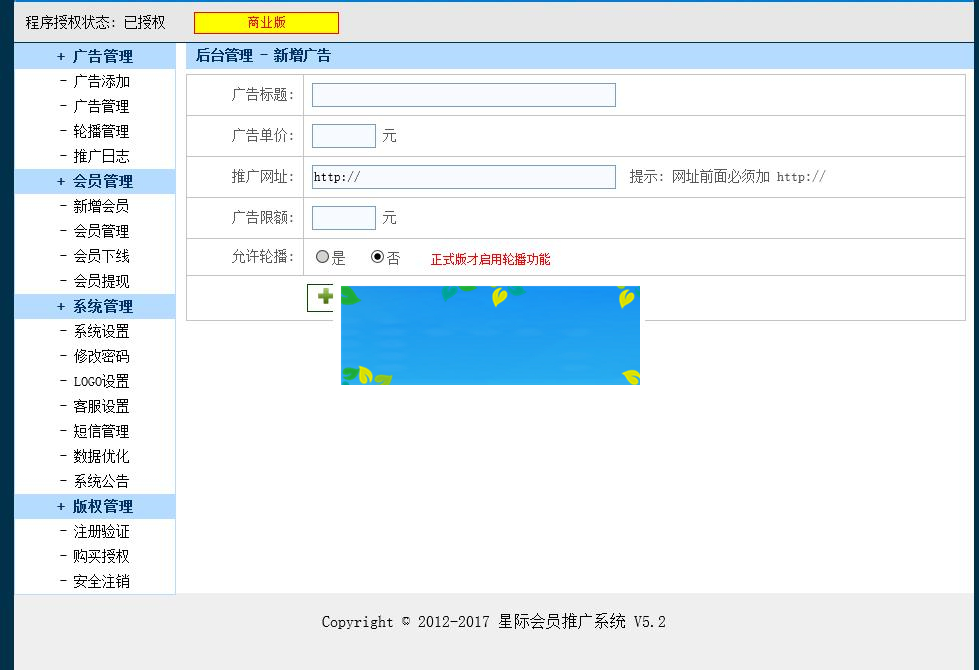 程序授权状态: 已授权 商业版
+ 广告管理
- 广告添加
- 广告管理
- 轮播管理
- 推广日志
+ 会员管理
- 新增会员
- 会员管理
- 会员下线
- 会员提现
+ 系统管理
- 系统设置
- 修改密码
- LOGO设置
- 客服设置
- 短信管理
- 数据优化
- 系统公告
+ 版权管理
- 注册验证
- 购买授权
- 安全注销
后台管理 - 新增广告
广告标题:
广告单价: 元
推广网址: http:// 提示: 网址前面必须加 http://
广告限额: 元
允许轮播: 是 否 正式版才启用轮播功能
Copyright © 2012-2017 星际会员推广系统 V5.2